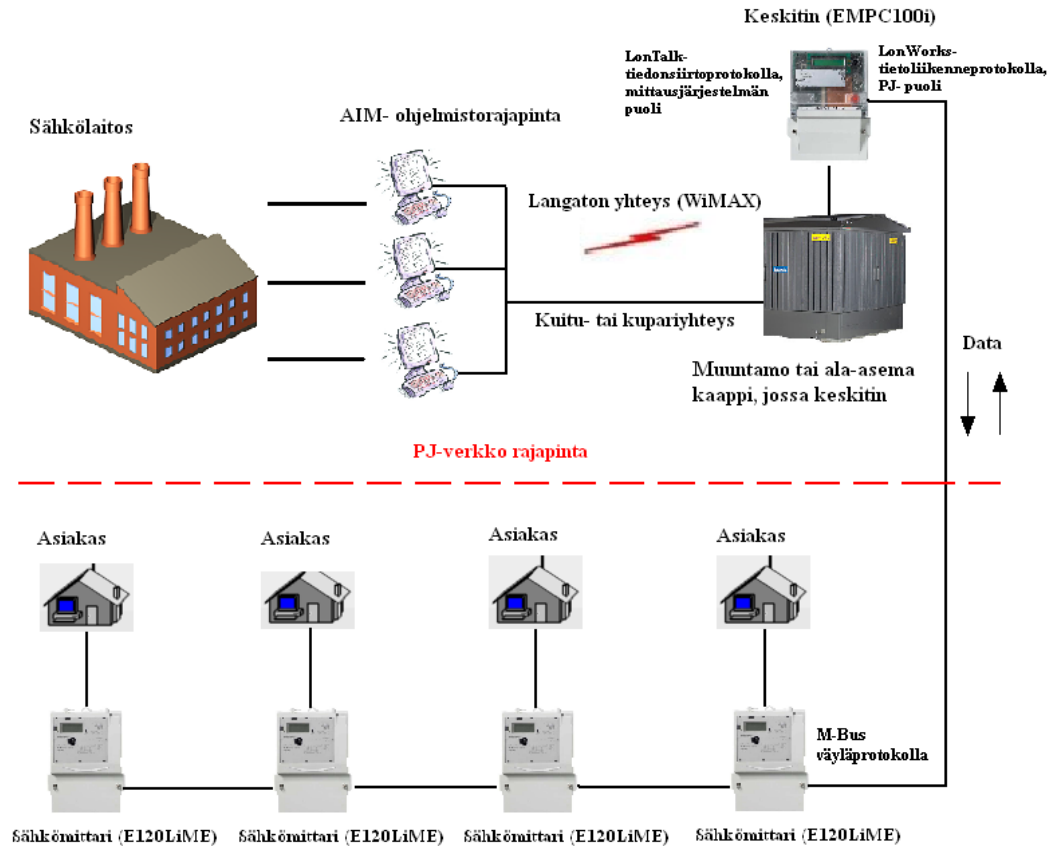 Keskitin (EMPC100i)
LonTalk-
tiedonsiirtoprotokolla,
mittausjärjestelmän
puoli
LonWorks-
tietoliikenneprotokolla,
PJ- puoli
Sähkölaitos
AIM- ohjelmistorajapinta
Langaton yhteys (WiMAX)
Kuitu- tai kupariyhteys
Muuntamo tai ala-asema
kaappi, jossa keskitin
Data
PJ-verkko rajapinta
Asiakas
Asiakas
Asiakas
Asiakas
M-Bus
väyläprotokolla
Sähkömittari (E120LiME)
Sähkömittari (E120LiME)
Sähkömittari (E120LiME)
Sähkömittari (E120LiME)